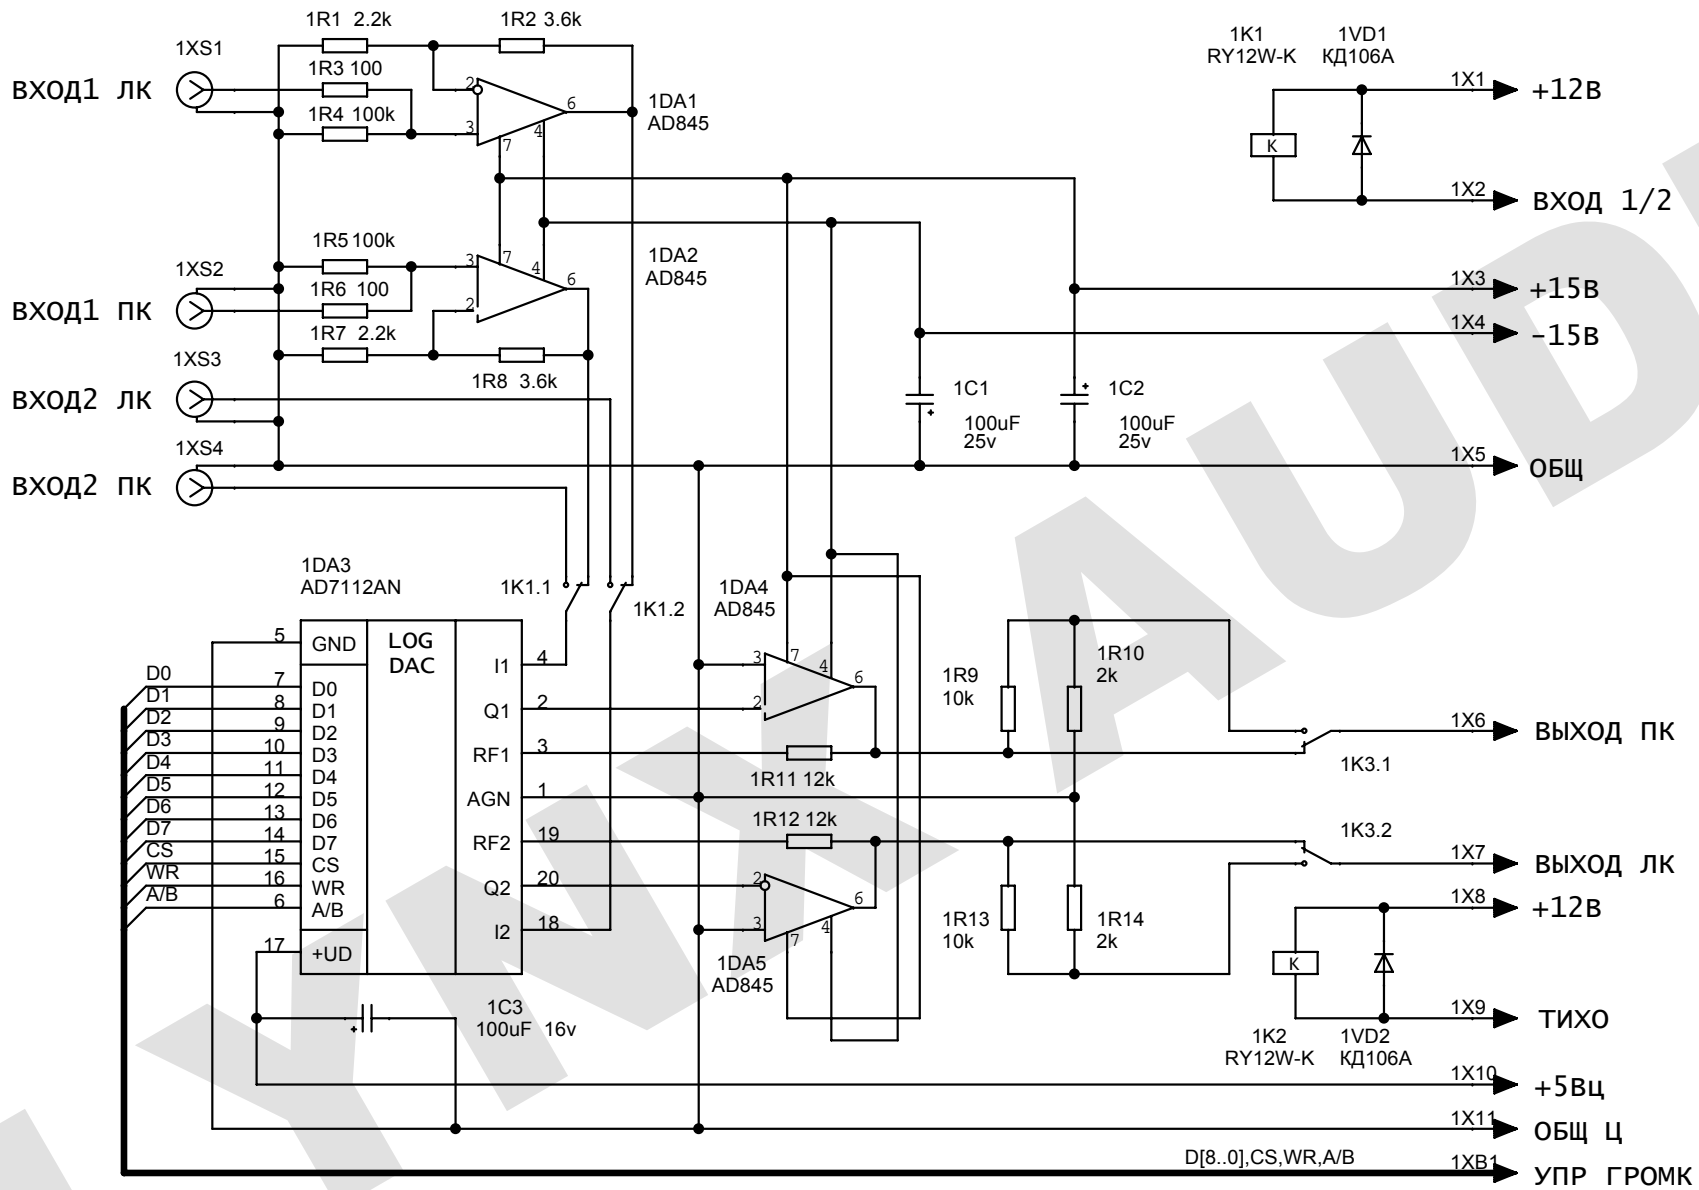 1R1 2.2k
1R2 3.6k
1XS1
ВХОД1 ЛК
1R3 100
1R4 100k
2
3
6
7
4
1DA1
AD845
1K1
RY12W-K
1VD1
КД106А
K
1X1
+12В
1X2
ВХОД 1/2
1R5 100k
1XS2
ВХОД1 ПК
1R6 100
1R7 2.2k
1R8 3.6k
3
2
7
4
6
1DA2
AD845
1X3
+15В
1X4
-15В
1XS3
ВХОД2 ЛК
1C1
100uF
25v
1C2
100uF
25v
1XS4
ВХОД2 ПК
1X5
ОБЩ
1DA3
AD7112AN
1K1.1
1K1.2
1DA4
AD845
5
GND
LOG
DAC
I1
4
D0
7
D0
D1
8
D1
Q1
2
D2
9
D2
D3
10
D3
RF1
3
D4
11
D4
D5
12
D5
AGN
1
D6
13
D6
D7
14
D7
RF2
19
CS
15
CS
WR
16
WR
Q2
20
A/B
6
A/B
I2
18
17
+UD
3
2
7
4
6
1R9
10k
1R10
2k
1R11 12k
1R12 12k
1K3.1
1X6
ВЫХОД ПК
1K3.2
1X7
ВЫХОД ЛК
2
3
6
7
4
1DA5
AD845
1R13
10k
1R14
2k
1X8
+12В
K
1X9
ТИХО
1C3
100uF 16v
1K2
RY12W-K
1VD2
КД106А
1X10
+5Вц
1X11
ОБЩ Ц
D[8..0],CS,WR,A/B
1XB1
УПР ГРОМК
LYNX AUDI